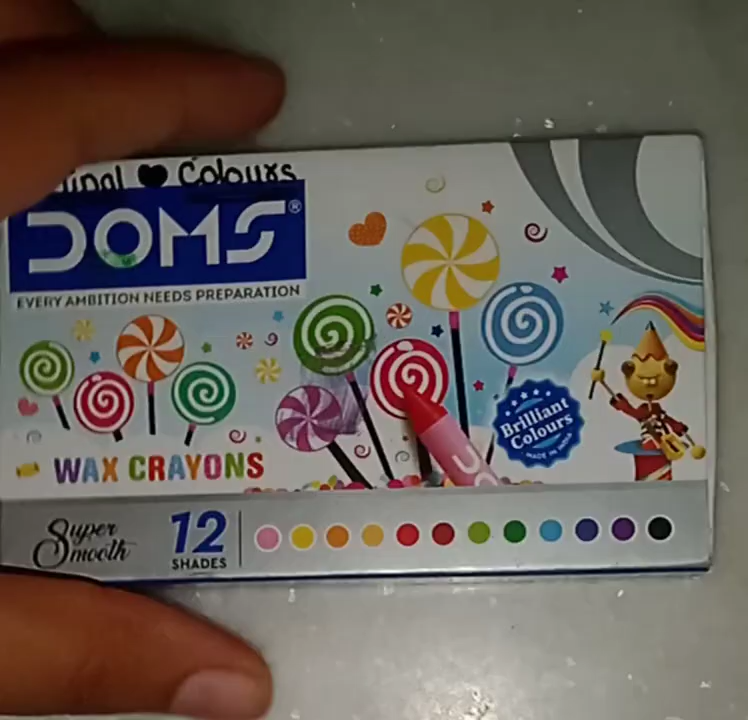 Colours
DOMS®
EVERY AMBITION NEEDS PREPARATION
Brilliant
Colours
MADE IN INDIA
WAX CRAYONS
Super
Smooth
12
SHADES